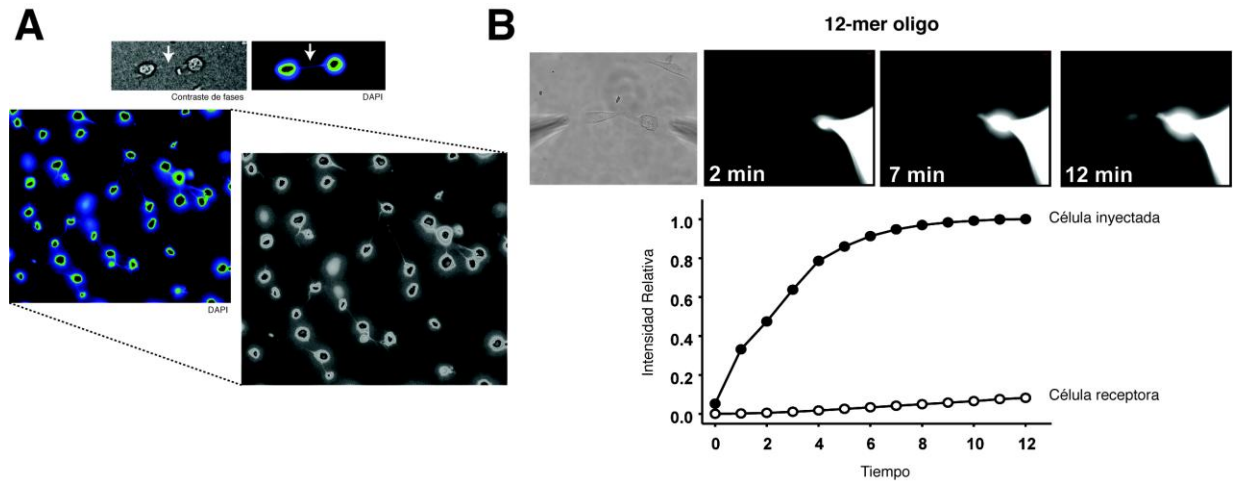 A
Contraste de fases
DAPI
DAPI
B
12-mer oligo
2 min
7 min
12 min
Intensidad Relativa
1.0
0.8
0.6
0.4
0.2
0.0
0
2
4
6
8
10
12
Tiempo
Célula inyectada
Célula receptora